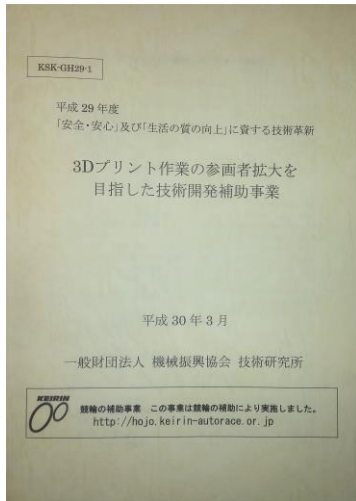 KSK-GH29-1
平成 29 年度
「安全・安心」及び「生活の質の向上」に資する技術革新
3Dプリント作業の参画者拡大を
目指した技術開発補助事業
平成 30 年 3 月
一般財団法人 機械振興協会 技術研究所
KEIRIN
競輪の補助事業 この事業は競輪の補助により実施しました。
http://hojo.keirin-autorace.or.jp